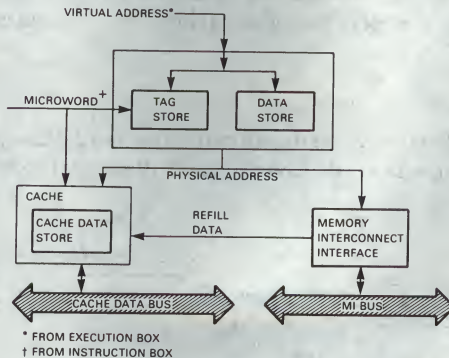 VIRTUAL ADDRESS*
MICROWORD†
TAG
STORE
DATA
STORE
PHYSICAL ADDRESS
CACHE
CACHE DATA
STORE
REFILL
DATA
MEMORY
INTERCONNECT
INTERFACE
CACHE DATA BUS
MI BUS
* FROM EXECUTION BOX
† FROM INSTRUCTION BOX